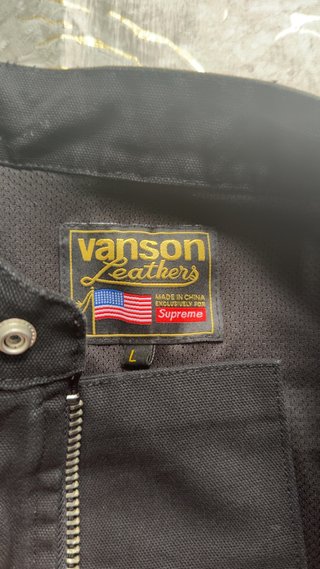 Vanson
Leathers
MADE IN CHINA
EXCLUSIVELY FOR
Supreme
L